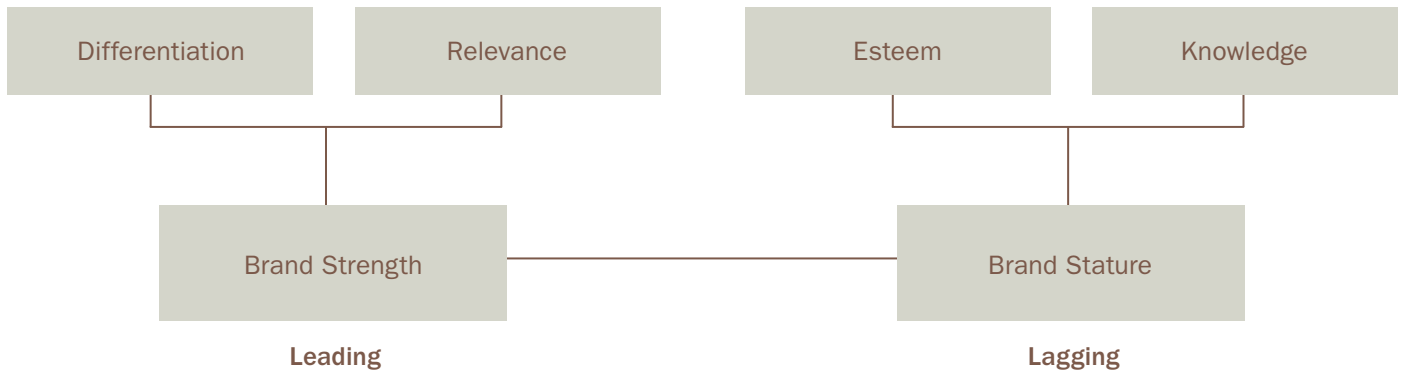 Differentiation
Relevance
Esteem
Knowledge
Brand Strength
Brand Stature
Leading
Lagging